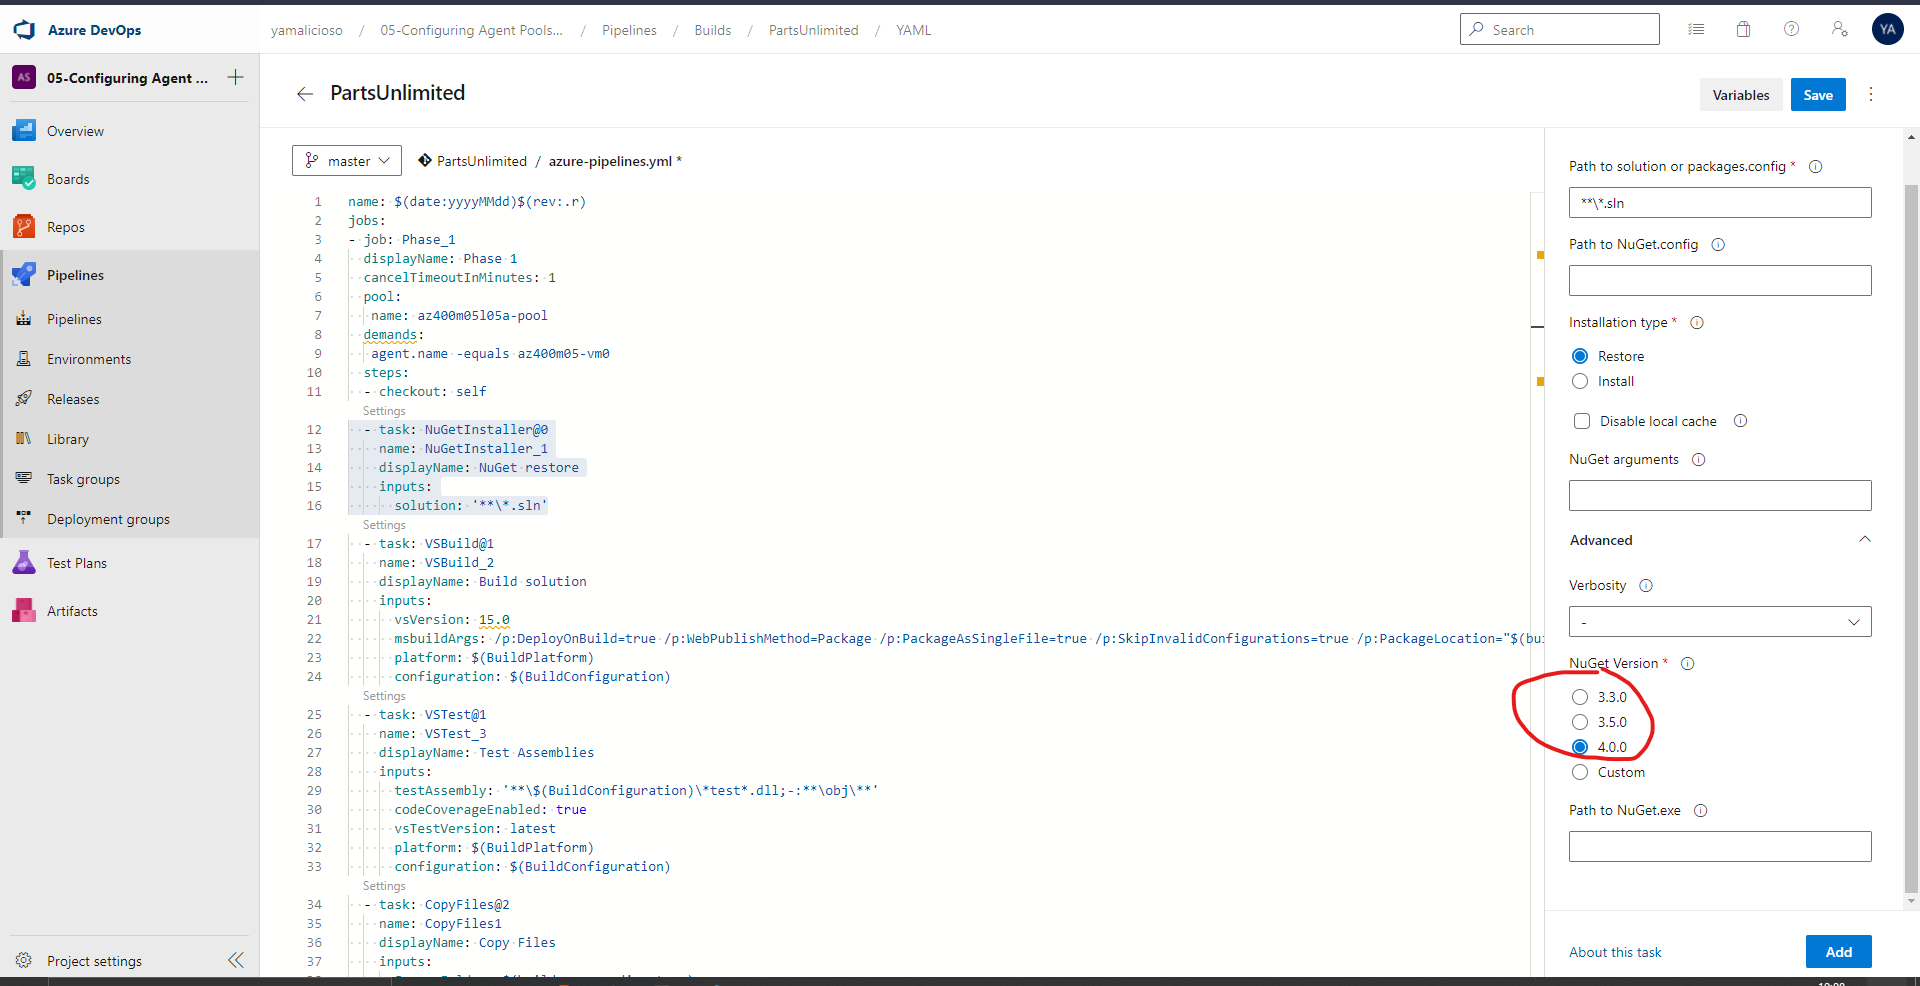 Azure DevOps
yamalicioso / 05-Configuring Agent Pools... / Pipelines / Builds / PartsUnlimited / YAML
Search
YA
AS 05-Configuring Agent ...
Overview
Boards
Repos
Pipelines
Pipelines
Environments
Releases
Library
Task groups
Deployment groups
Test Plans
Artifacts
Project settings
PartsUnlimited
Variables
Save
master
PartsUnlimited / azure-pipelines.yml *
1 name: $(date:yyyyMMdd)$(rev:.r)
2 jobs:
3 - job: Phase_1
4 displayName: Phase 1
5 cancelTimeoutInMinutes: 1
6 pool:
7 name: az400m05l05a-pool
8 demands:
9 agent.name -equals az400m05-vm0
10 steps:
11 - checkout: self
Settings
12 - task: NuGetInstaller@0
13 name: NuGetInstaller_1
14 displayName: NuGet restore
15 inputs:
16 solution: '**\*.sln'
Settings
17 - task: VSBuild@1
18 name: VSBuild_2
19 displayName: Build solution
20 inputs:
21 vsVersion: 15.0
22 msbuildArgs: /p:DeployOnBuild=true /p:WebPublishMethod=Package /p:PackageAsSingleFile=true /p:SkipInvalidConfigurations=true /p:PackageLocation="$(bu
23 platform: $(BuildPlatform)
24 configuration: $(BuildConfiguration)
Settings
25 - task: VSTest@1
26 name: VSTest_3
27 displayName: Test Assemblies
28 inputs:
29 testAssembly: '**\$(BuildConfiguration)\*test*.dll;-:**\obj\**'
30 codeCoverageEnabled: true
31 vsTestVersion: latest
32 platform: $(BuildPlatform)
33 configuration: $(BuildConfiguration)
Settings
34 - task: CopyFiles@2
35 name: CopyFiles1
36 displayName: Copy Files
37 inputs:
Path to solution or packages.config *
**\*.sln
Path to NuGet.config
Installation type *
Restore
Install
Disable local cache
NuGet arguments
Advanced
Verbosity
-
NuGet Version *
3.3.0
3.5.0
4.0.0
Custom
Path to NuGet.exe
About this task
Add